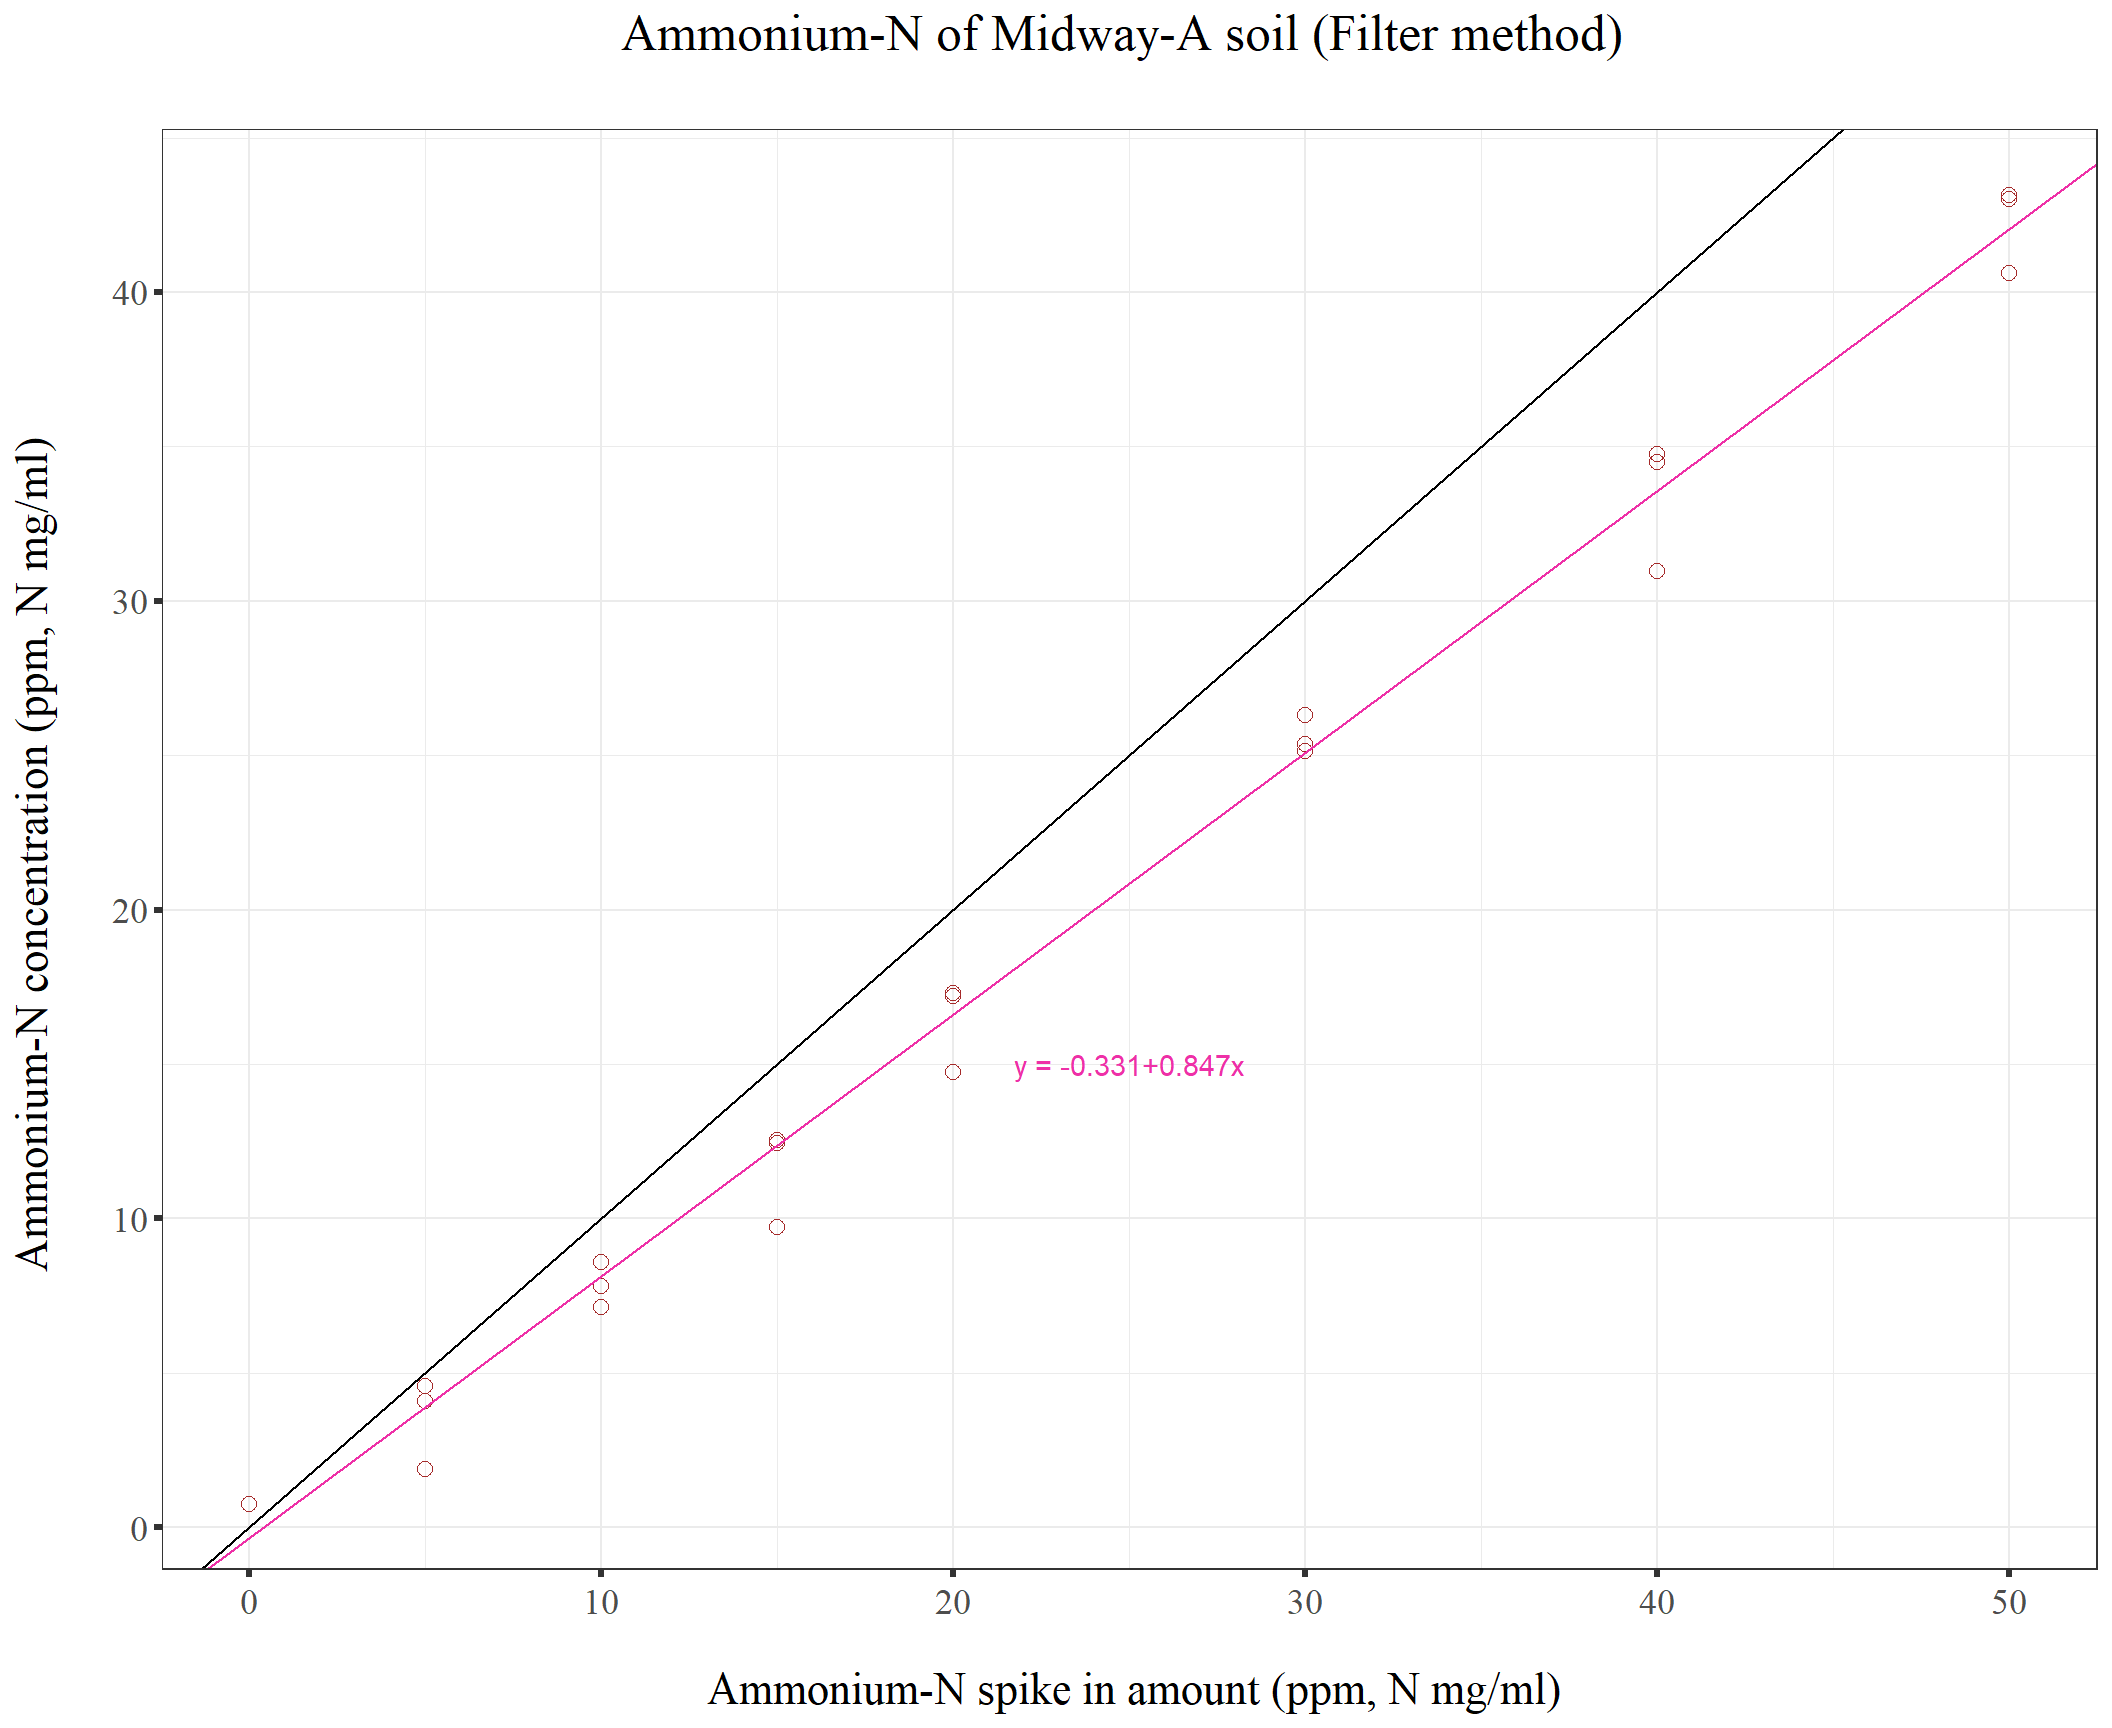 Ammonium-N of Midway-A soil (Filter method)
Ammonium-N concentration (ppm, N mg/ml)
40
30
20
10
0
y = -0.331+0.847x
0 10 20 30 40 50
Ammonium-N spike in amount (ppm, N mg/ml)